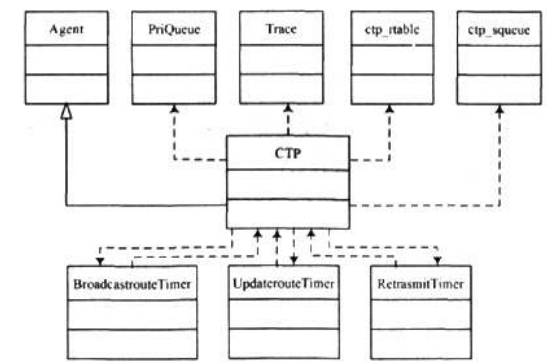 Agent PriQueue Trace ctp_rtable ctp_squeue
CTP
BroadcastrouteTimer UpdaterouteTimer RetrasmitTimer